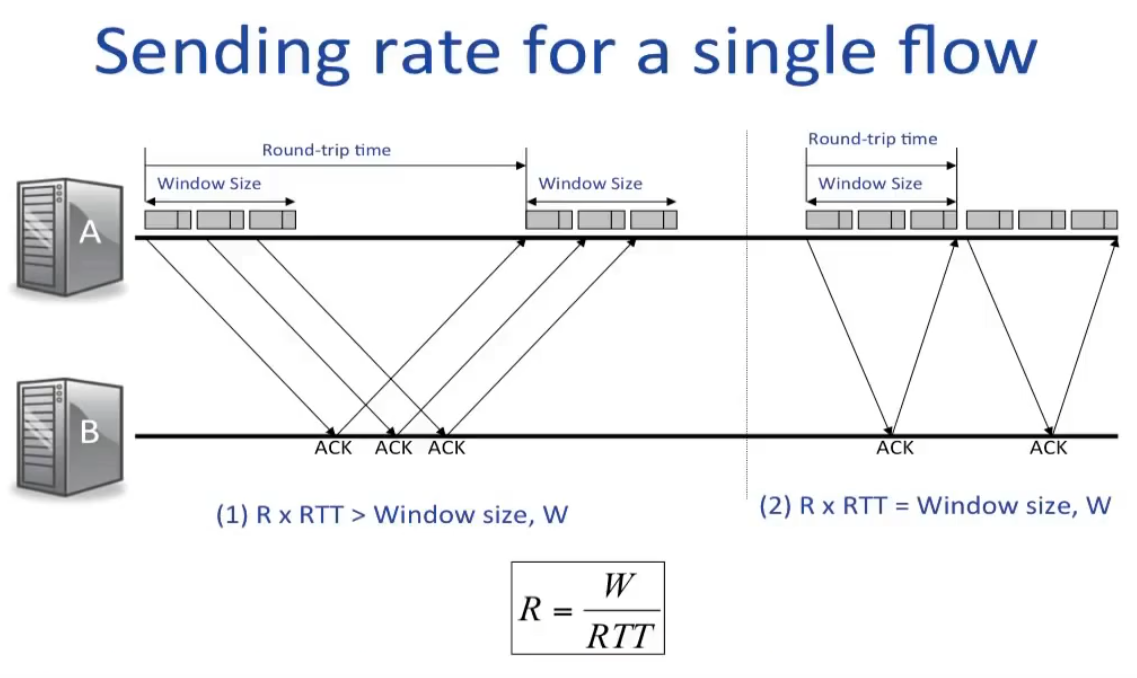 Sending rate for a single flow
Round-trip time
Window Size
Window Size
Round-trip time
Window Size
A
B
ACK ACK ACK
ACK ACK
(1) R x RTT > Window size, W
(2) R x RTT = Window size, W
R = W / RTT